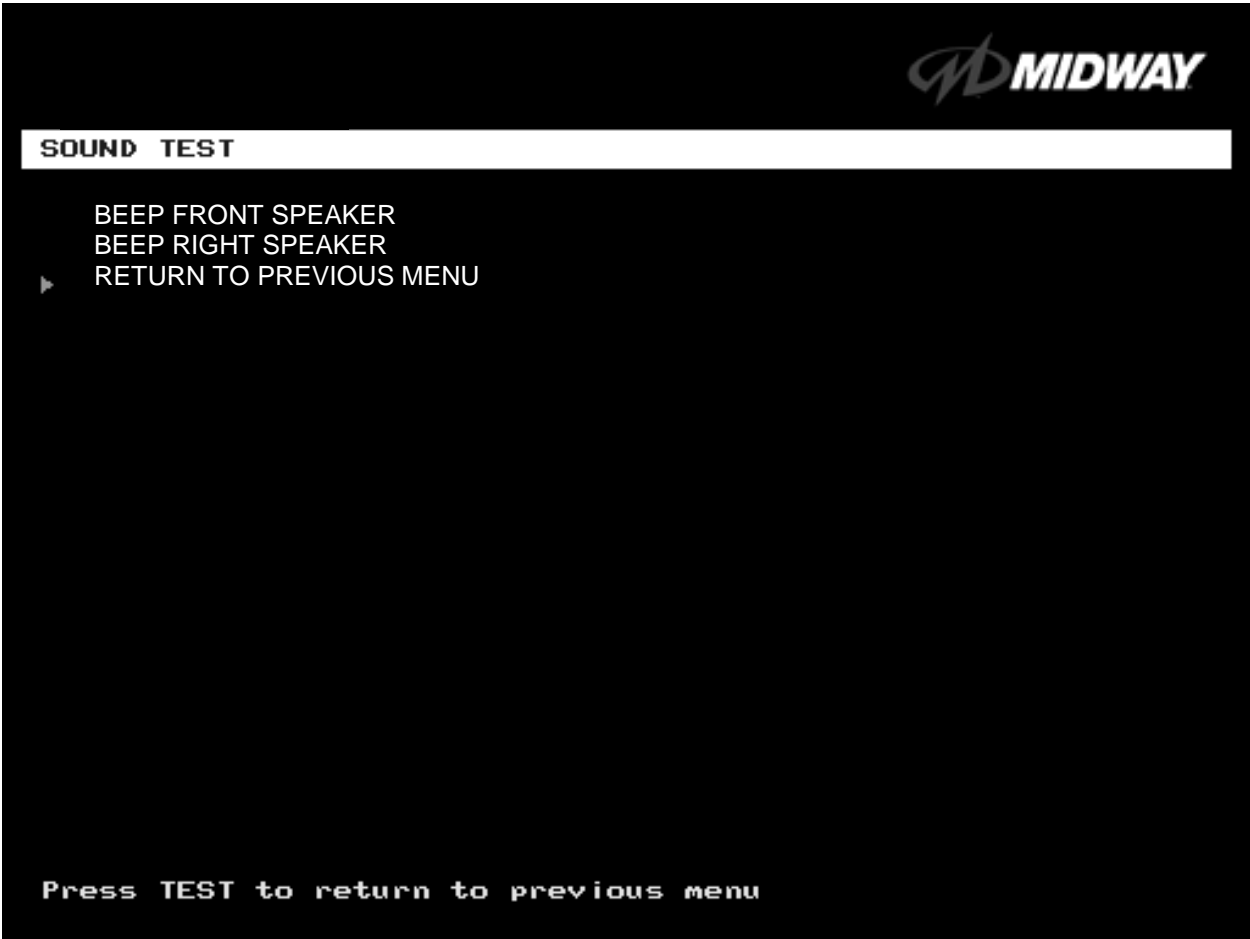 MIDWAY
SOUND TEST
BEEP FRONT SPEAKER
BEEP RIGHT SPEAKER
RETURN TO PREVIOUS MENU
Press TEST to return to previous menu